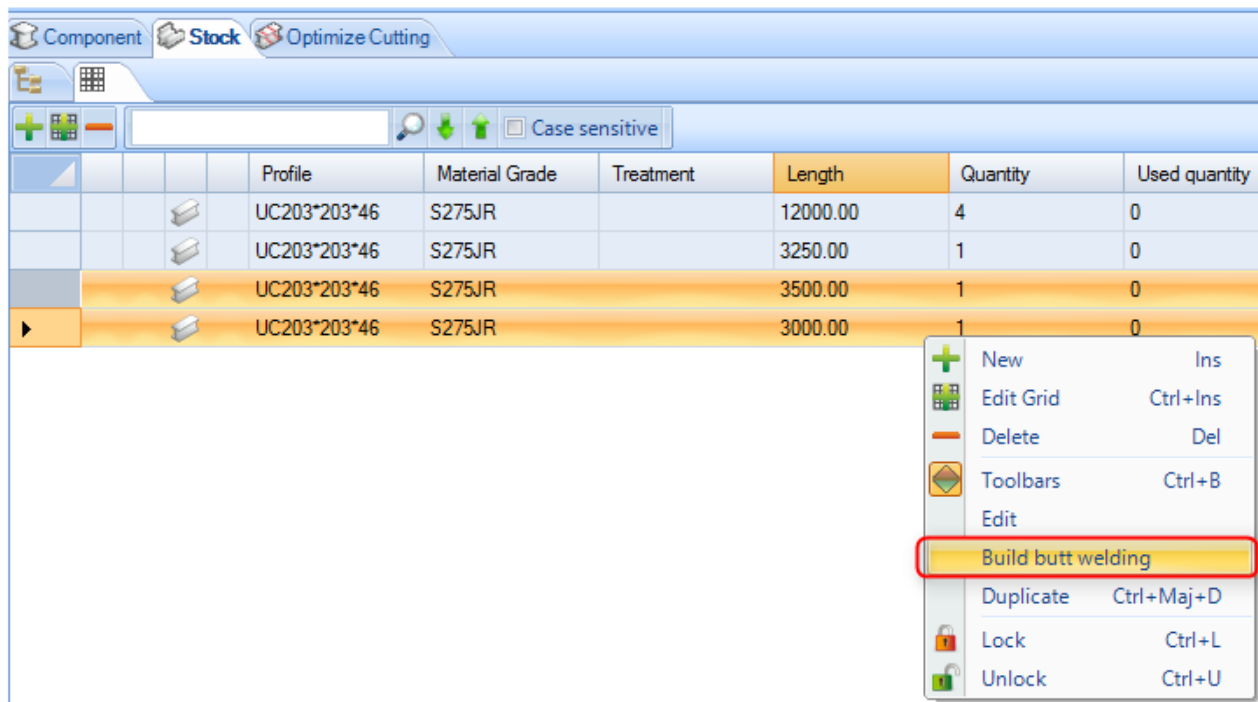 Component Stock Optimize Cutting
Case sensitive
Profile Material Grade Treatment Length Quantity Used quantity
UC203*203*46 S275JR 12000.00 4 0
UC203*203*46 S275JR 3250.00 1 0
UC203*203*46 S275JR 3500.00 1 0
UC203*203*46 S275JR 3000.00 1 0
New Ins
Edit Grid Ctrl+Ins
Delete Del
Toolbars Ctrl+B
Edit
Build butt welding
Duplicate Ctrl+Maj+D
Lock Ctrl+L
Unlock Ctrl+U